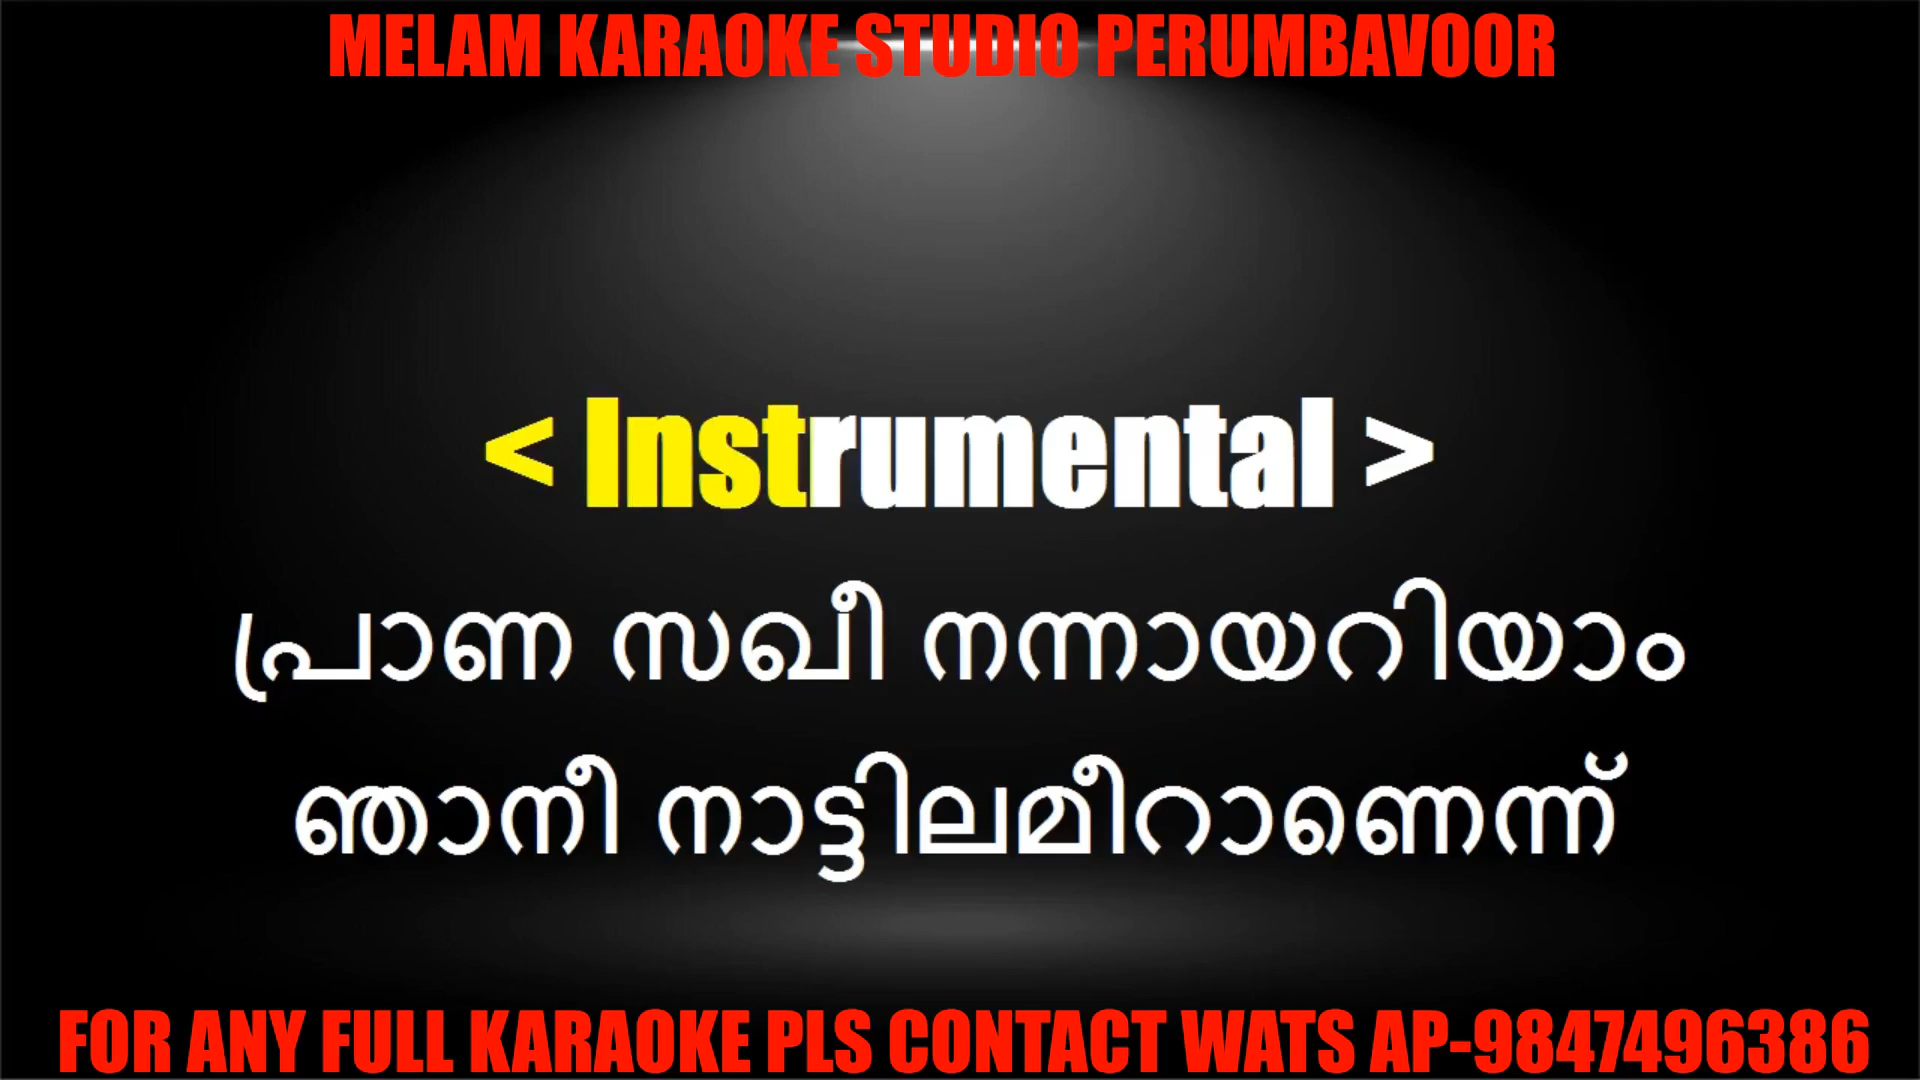 MELAM KARAOKE STUDIO PERUMBAVOOR
< Instrumental >
പ്രാണ സഖീ നന്നായറിയാം
ഞാനീ നാട്ടിലമീറാണെന്ന്
FOR ANY FULL KARAOKE PLS CONTACT WATS AP-9847496386